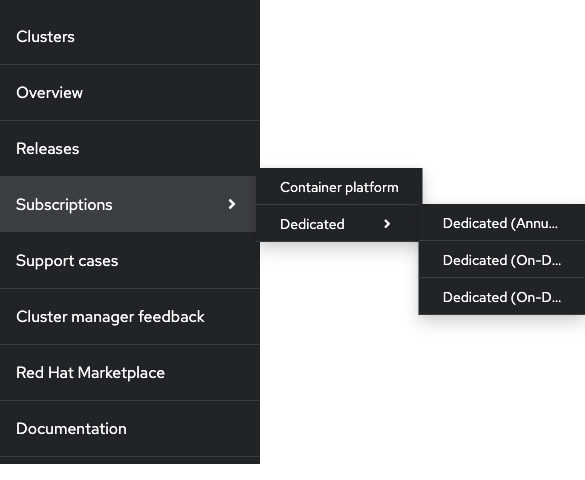 Clusters
Overview
Releases
Subscriptions
Container platform
Dedicated
Dedicated (Annu...
Dedicated (On-D...
Dedicated (On-D...
Support cases
Cluster manager feedback
Red Hat Marketplace
Documentation